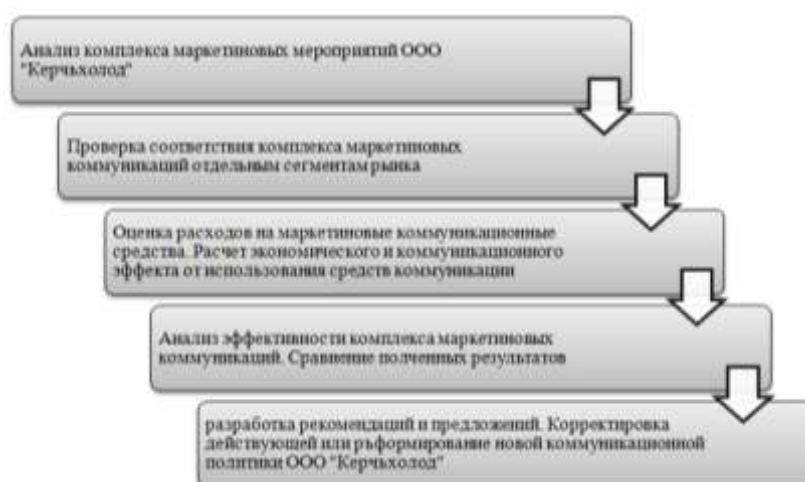 Анализ комплекса маркетиновых мероприятий ООО
"Керчьхолод"
Проверка соответствия комплекса маркетиновых
коммуникаций отдельным сегментам рынка
Оценка расходов на маркетиновые коммуникационные
средства. Расчет экономического и коммуникационного
эффекта от использования средств коммуникации
Анализ эффективности комплекса маркетиновых
коммуникаций. Сравнение полченных результатов
разработка рекомендаций и предложений. Корректировка
действующей или ръформирование новой коммуникационной
политики ООО "Керчьхолод"